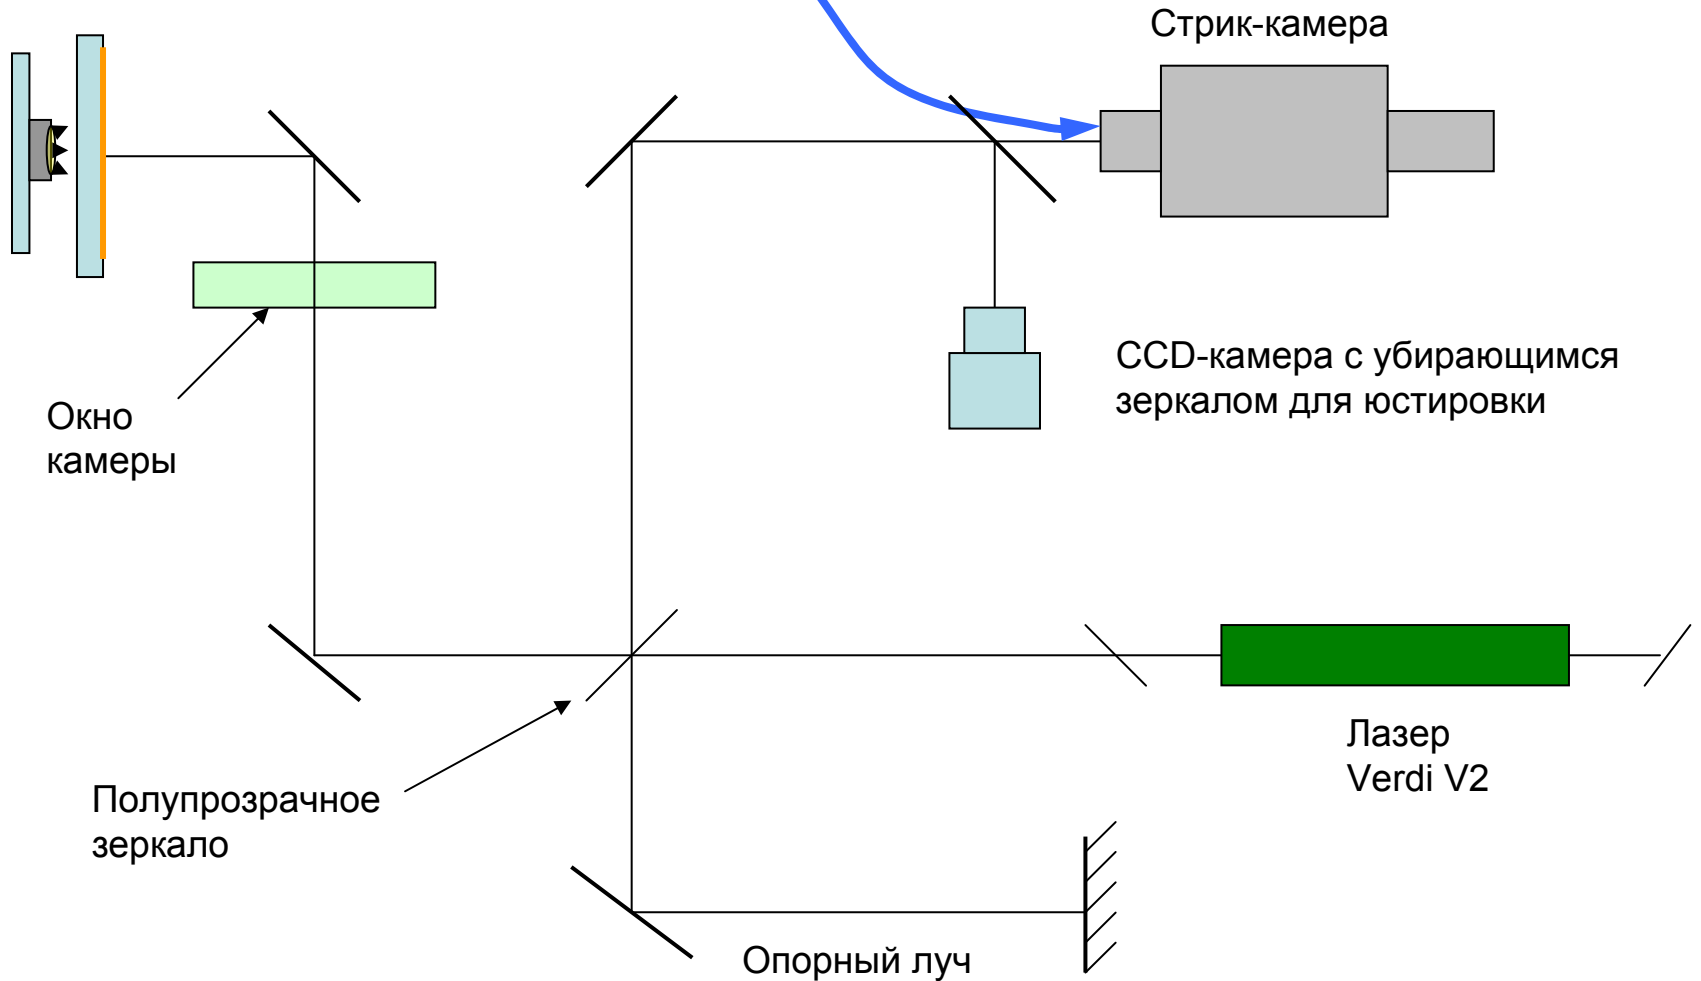 Стрик-камера
CCD-камера с убирающимся
зеркалом для юстировки
Окно
камеры
Лазер
Verdi V2
Полупрозрачное
зеркало
Опорный луч